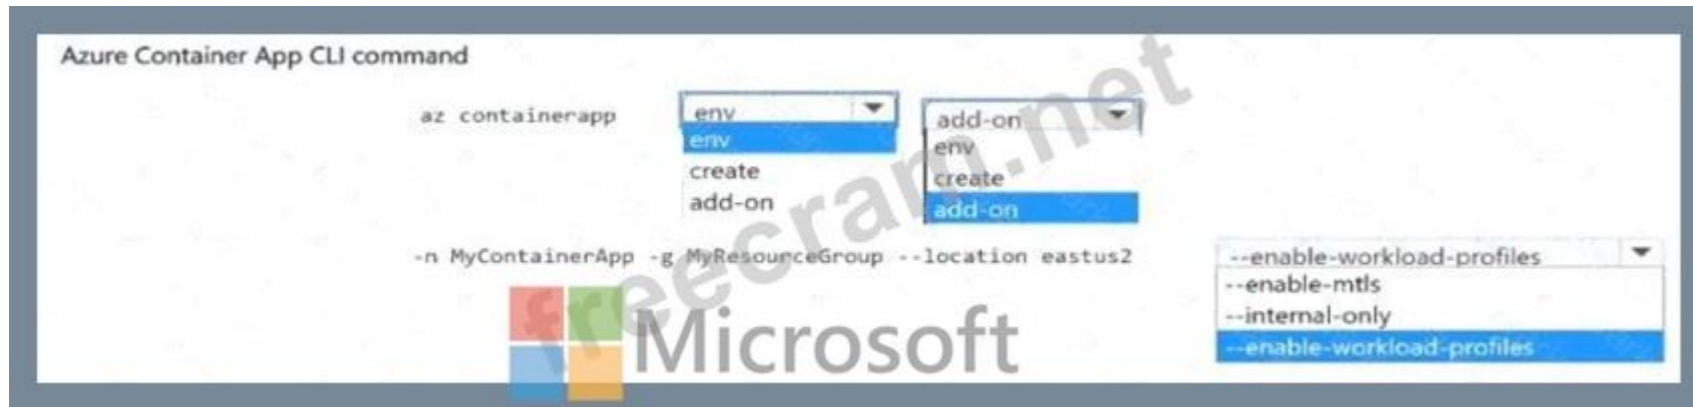 Azure Container App CLI command
az containerapp env add-on
env env
create create
add-on add-on
-n MyContainerApp -g MyResourceGroup --location eastus2 --enable-workload-profiles
--enable-mtls
--internal-only
--enable-workload-profiles
freecram.net
Microsoft